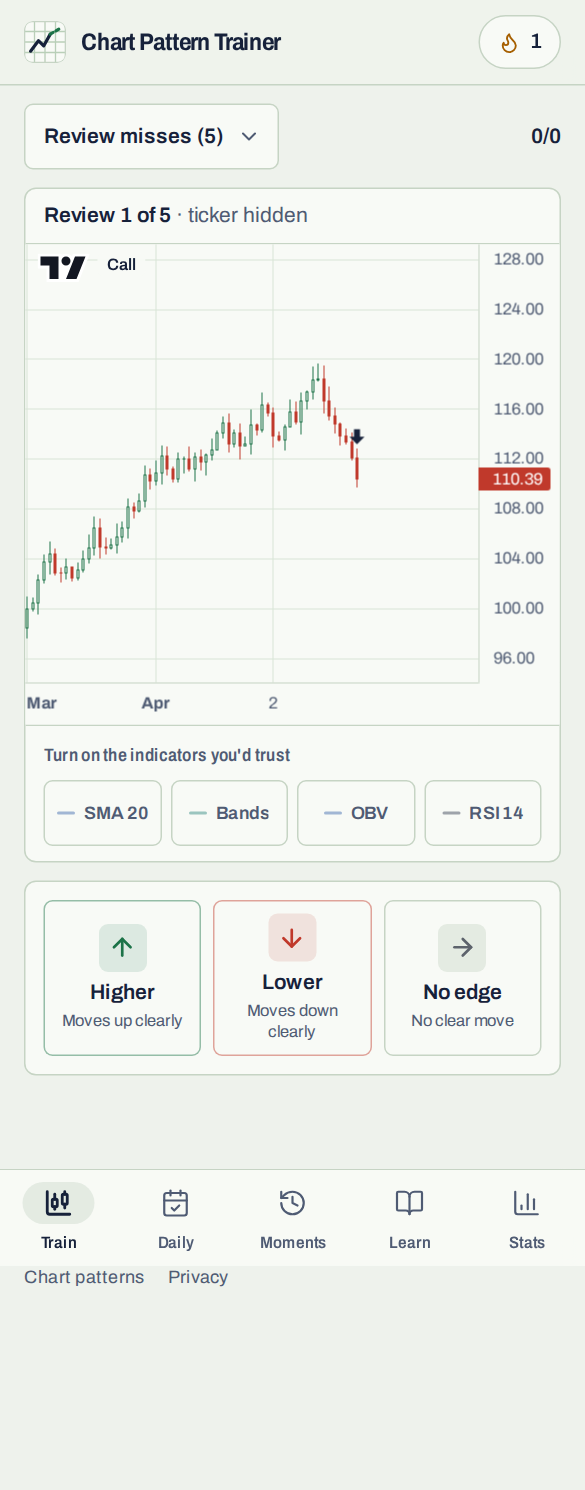 Chart Pattern Trainer
1
Review misses (5)
0/0
Review 1 of 5 · ticker hidden
Call
128.00
124.00
120.00
116.00
112.00
110.39
108.00
104.00
100.00
96.00
Mar Apr 2
Turn on the indicators you'd trust
SMA 20 Bands OBV RSI 14
Higher
Moves up clearly
Lower
Moves down
clearly
No edge
No clear move
Train Daily Moments Learn Stats
Chart patterns Privacy